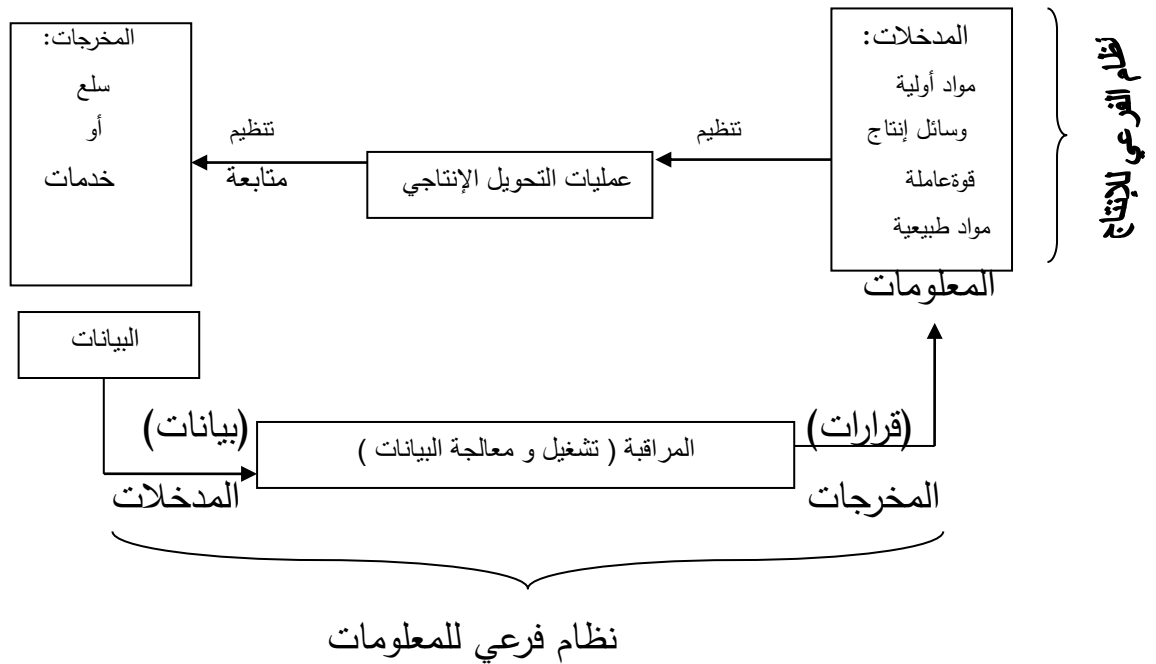 المدخلات:
مواد أولية
وسائل إنتاج
قوةعاملة
مواد طبيعية
نظام الفرعي للإنتاج
تنظيم
عمليات التحويل الإنتاجي
تنظيم
متابعة
المخرجات:
سلع
أو
خدمات
المعلومات
البيانات
(قرارات)
المراقبة ( تشغيل و معالجة البيانات )
(بيانات)
المخرجات
المدخلات
نظام فرعي للمعلومات